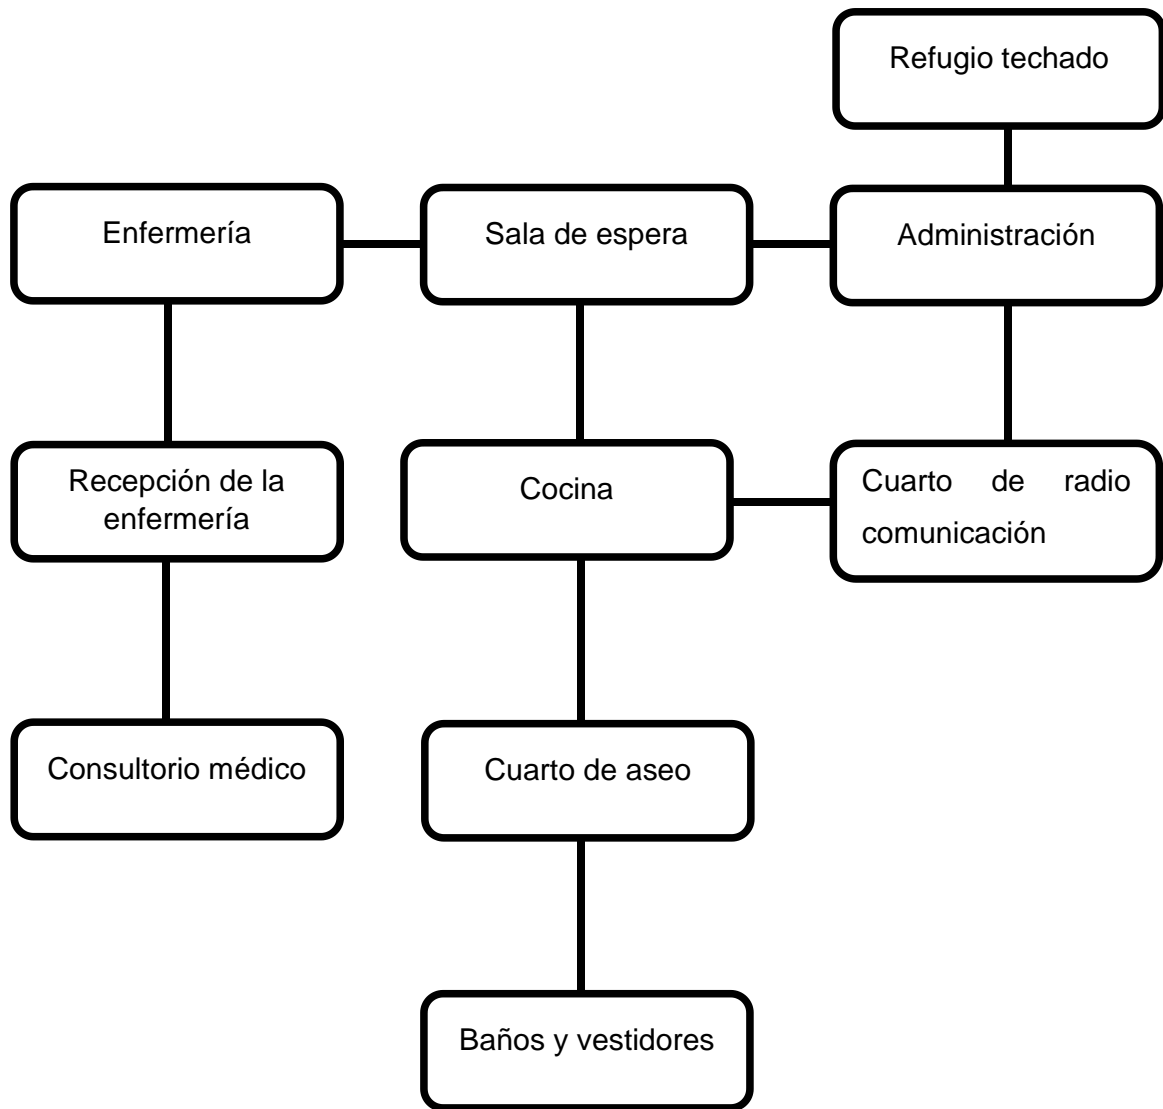 Refugio techado
Enfermería
Sala de espera
Administración
Recepción de la
enfermería
Cocina
Cuarto de radio
comunicación
Consultorio médico
Cuarto de aseo
Baños y vestidores